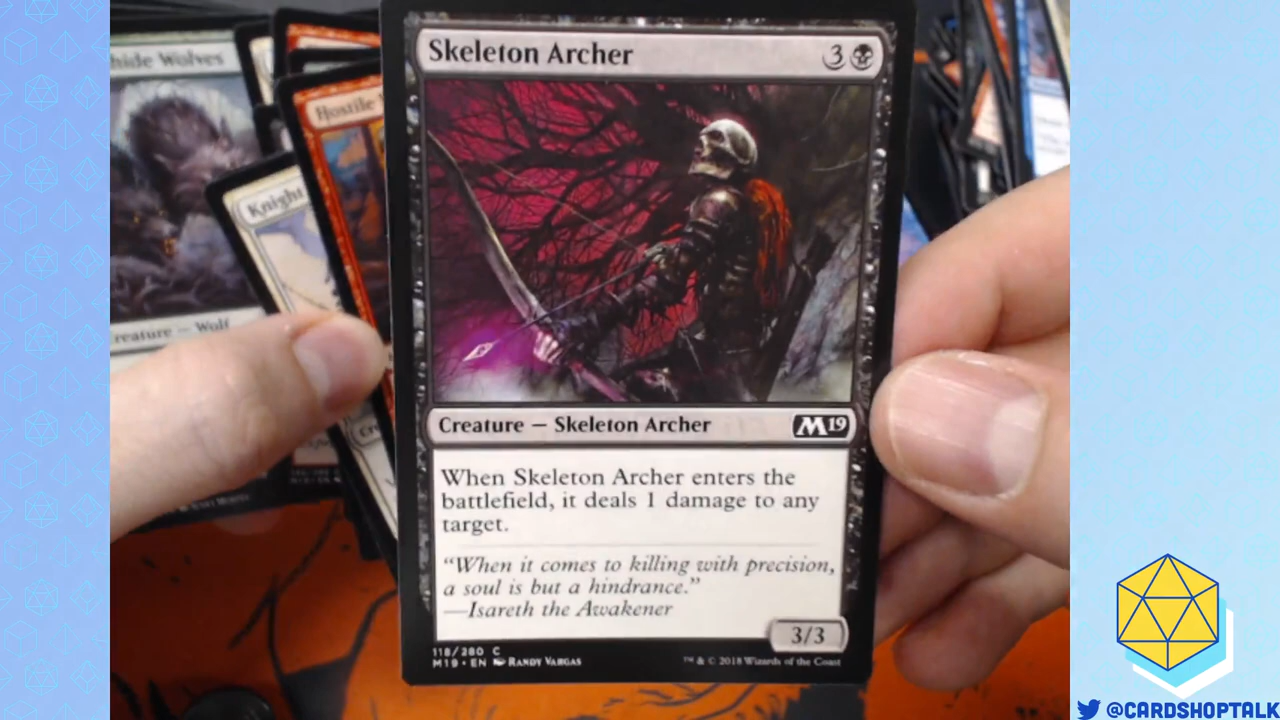 hide Wolves
Hostile
Knight
Creature — Wolf
Skeleton Archer
3
Creature — Skeleton Archer
M19
When Skeleton Archer enters the
battlefield, it deals 1 damage to any
target.
“When it comes to killing with precision,
a soul is but a hindrance.”
—Isareth the Awakener
3/3
118/280 C
M19 • EN RANDY VARGAS
™ & © 2018 Wizards of the Coast
@CARDSHOPTALK